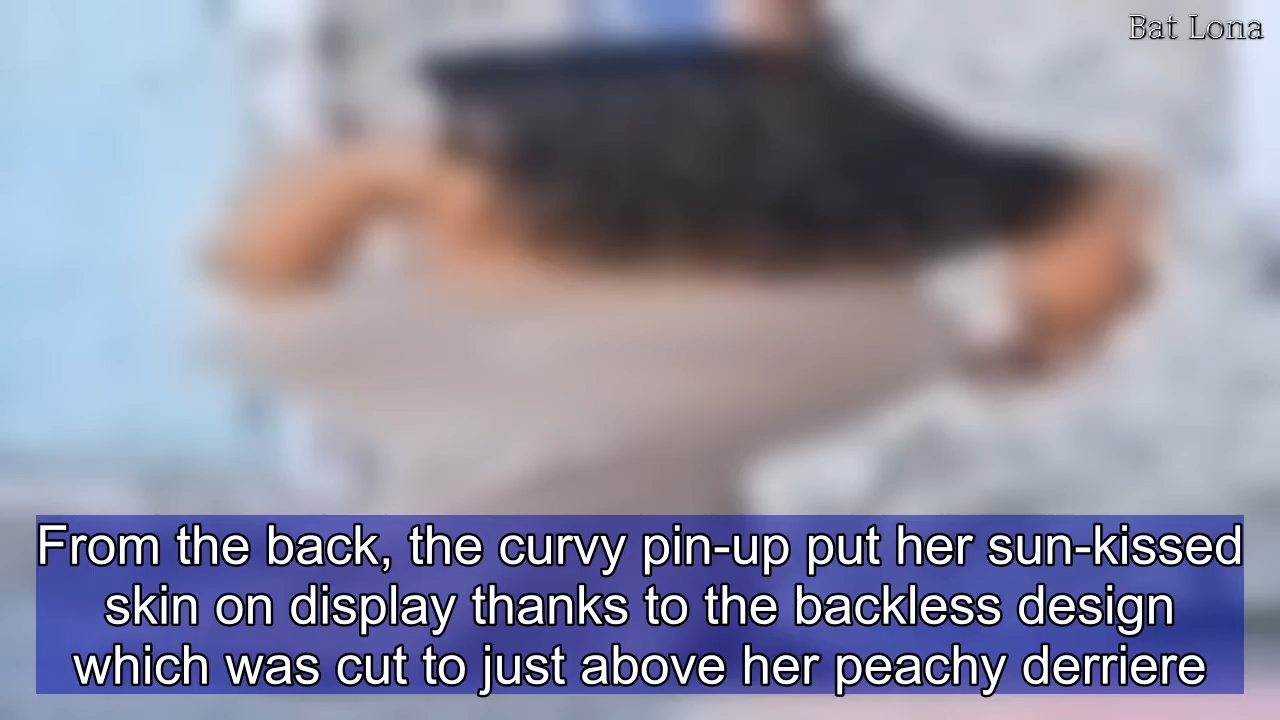 Bat Lona
From the back, the curvy pin-up put her sun-kissed
skin on display thanks to the backless design
which was cut to just above her peachy derriere